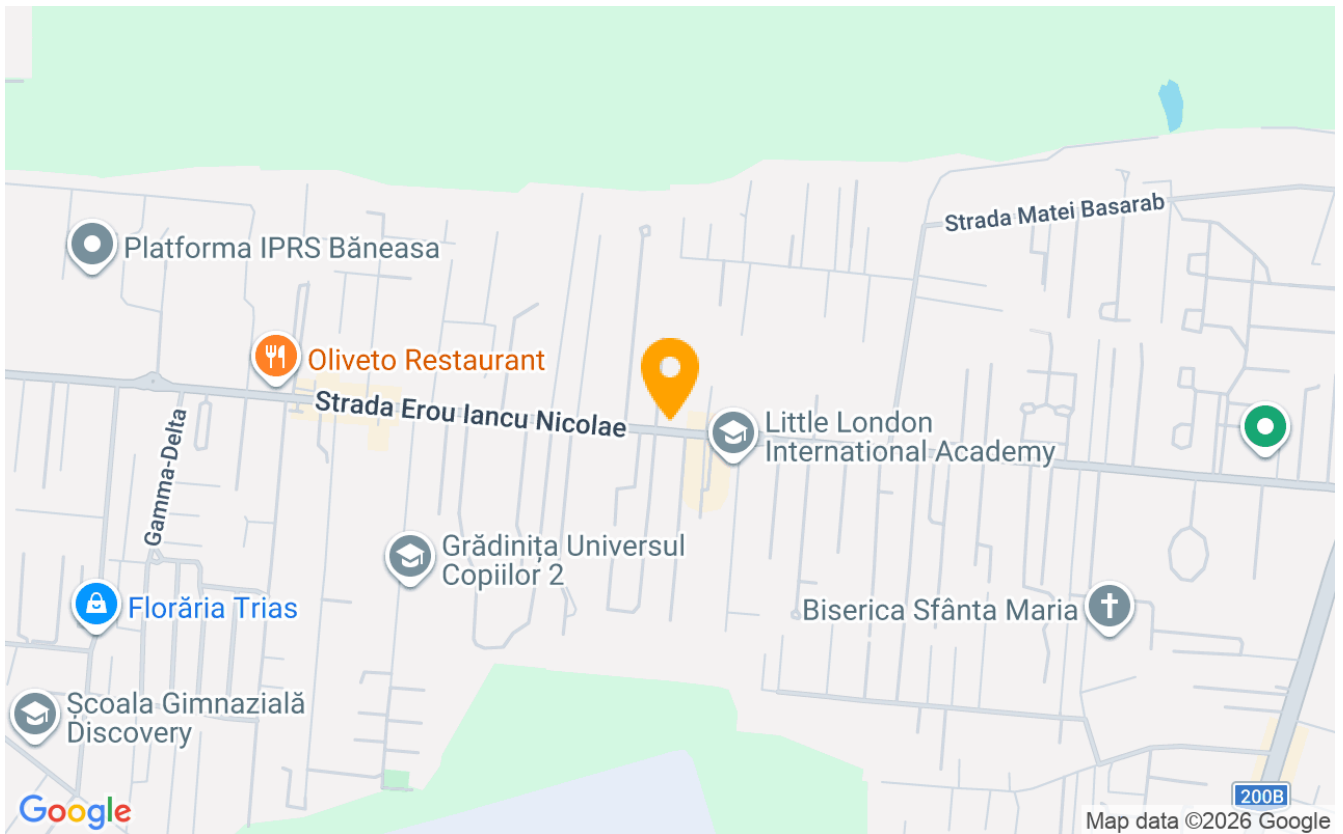 Strada Matei Basarab
Platforma IPRS Băneasa
Oliveto Restaurant
Strada Erou Iancu Nicolae
Little London
International Academy
Gamma-Delta
Grădinița Universul
Copiilor 2
Florăria Trias
Biserica Sfânta Maria
Școala Gimnazială
Discovery
200B
Google
Map data ©2026 Google